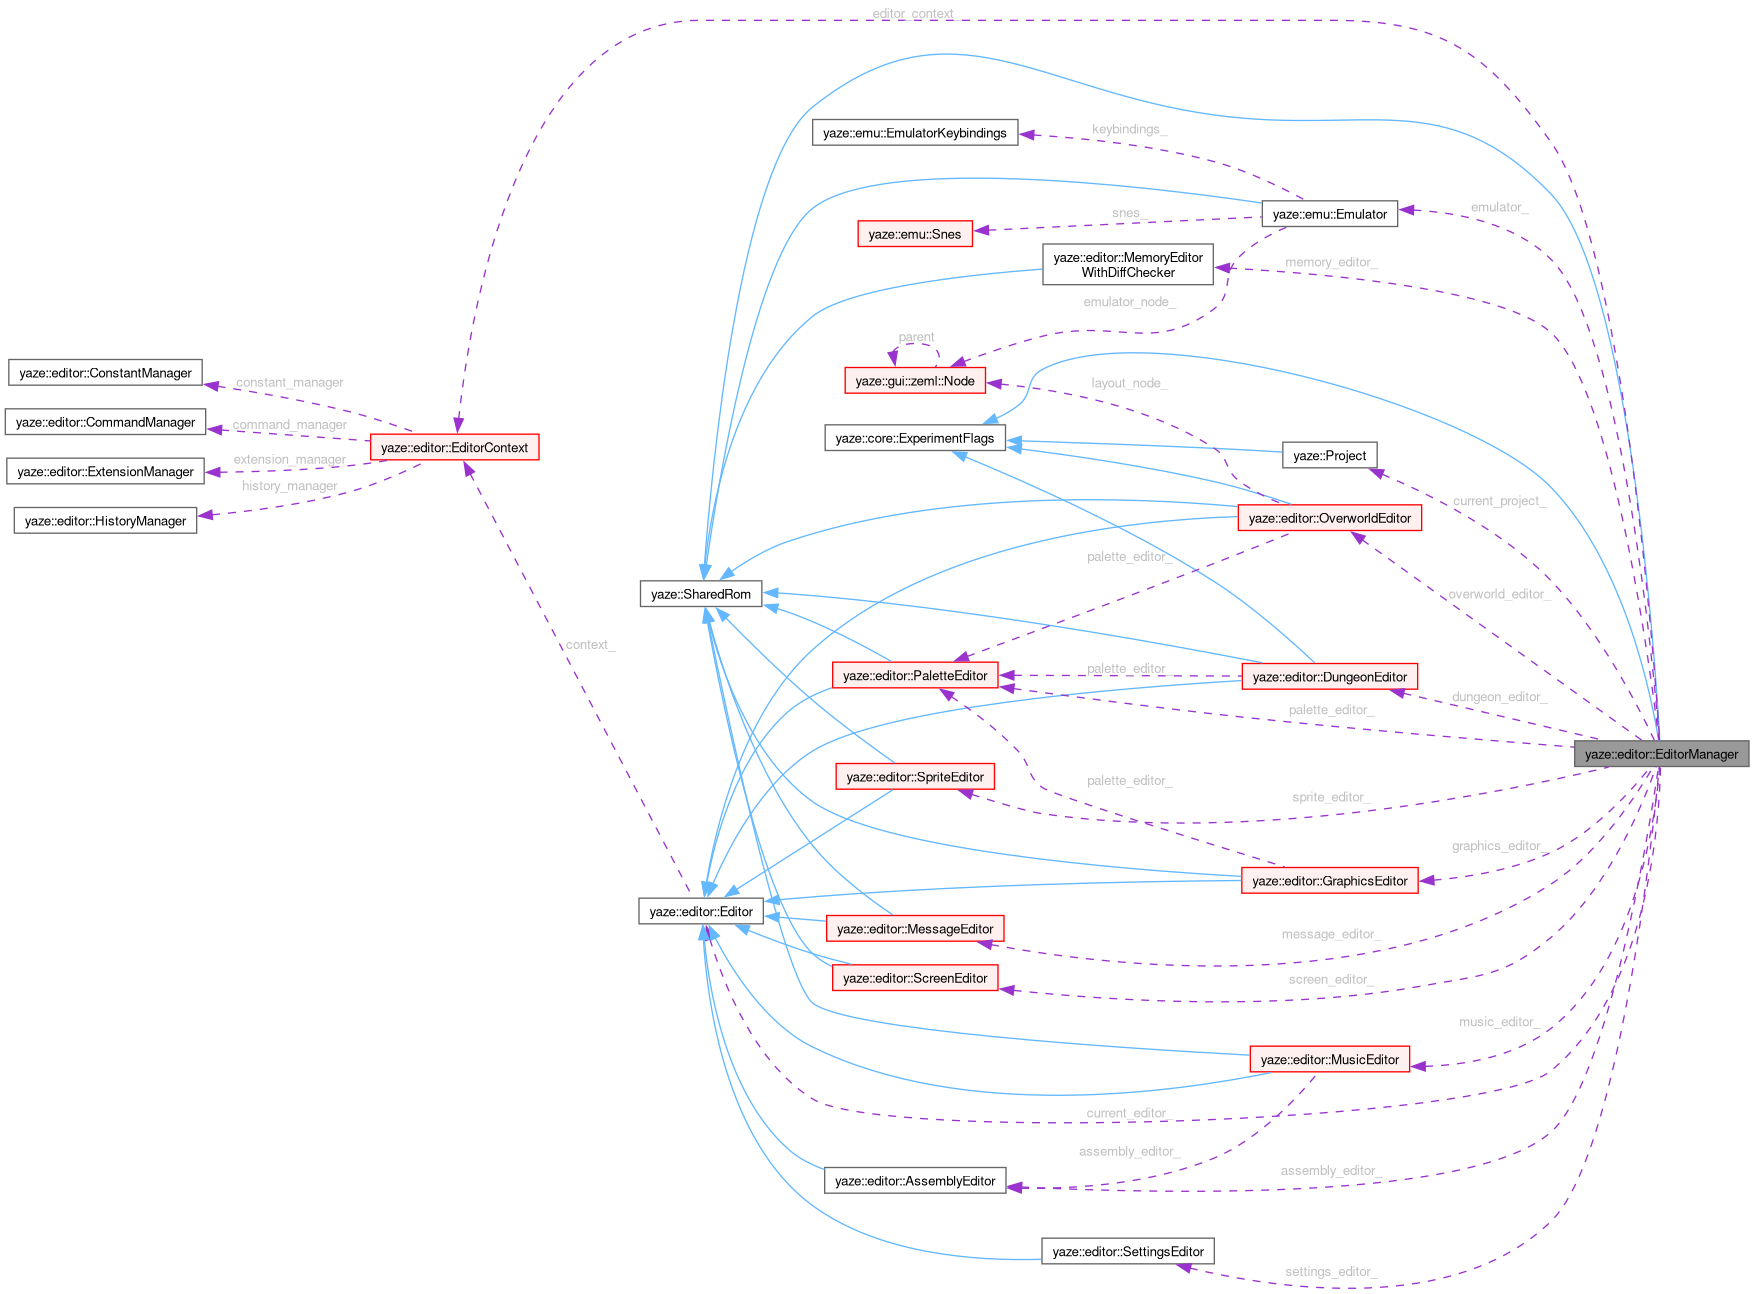 editor_context
yaze::emu::EmulatorKeybindings
keybindings_
yaze::emu::Emulator
emulator_
snes_
yaze::emu::Snes
yaze::editor::MemoryEditor
WithDiffChecker
memory_editor_
emulator_node_
parent
yaze::gui::zeml::Node
layout_node_
yaze::editor::ConstantManager
constant_manager
yaze::editor::CommandManager
command_manager
yaze::editor::EditorContext
yaze::editor::ExtensionManager
extension_manager
history_manager
yaze::editor::HistoryManager
yaze::core::ExperimentFlags
yaze::Project
current_project_
yaze::editor::OverworldEditor
palette_editor_
yaze::SharedRom
overworld_editor_
context_
yaze::editor::PaletteEditor
palette_editor_
yaze::editor::DungeonEditor
dungeon_editor_
palette_editor_
yaze::editor::EditorManager
yaze::editor::SpriteEditor
palette_editor_
sprite_editor_
graphics_editor_
yaze::editor::GraphicsEditor
yaze::editor::Editor
yaze::editor::MessageEditor
message_editor_
yaze::editor::ScreenEditor
screen_editor_
music_editor_
yaze::editor::MusicEditor
current_editor_
assembly_editor_
yaze::editor::AssemblyEditor
assembly_editor_
yaze::editor::SettingsEditor
settings_editor_